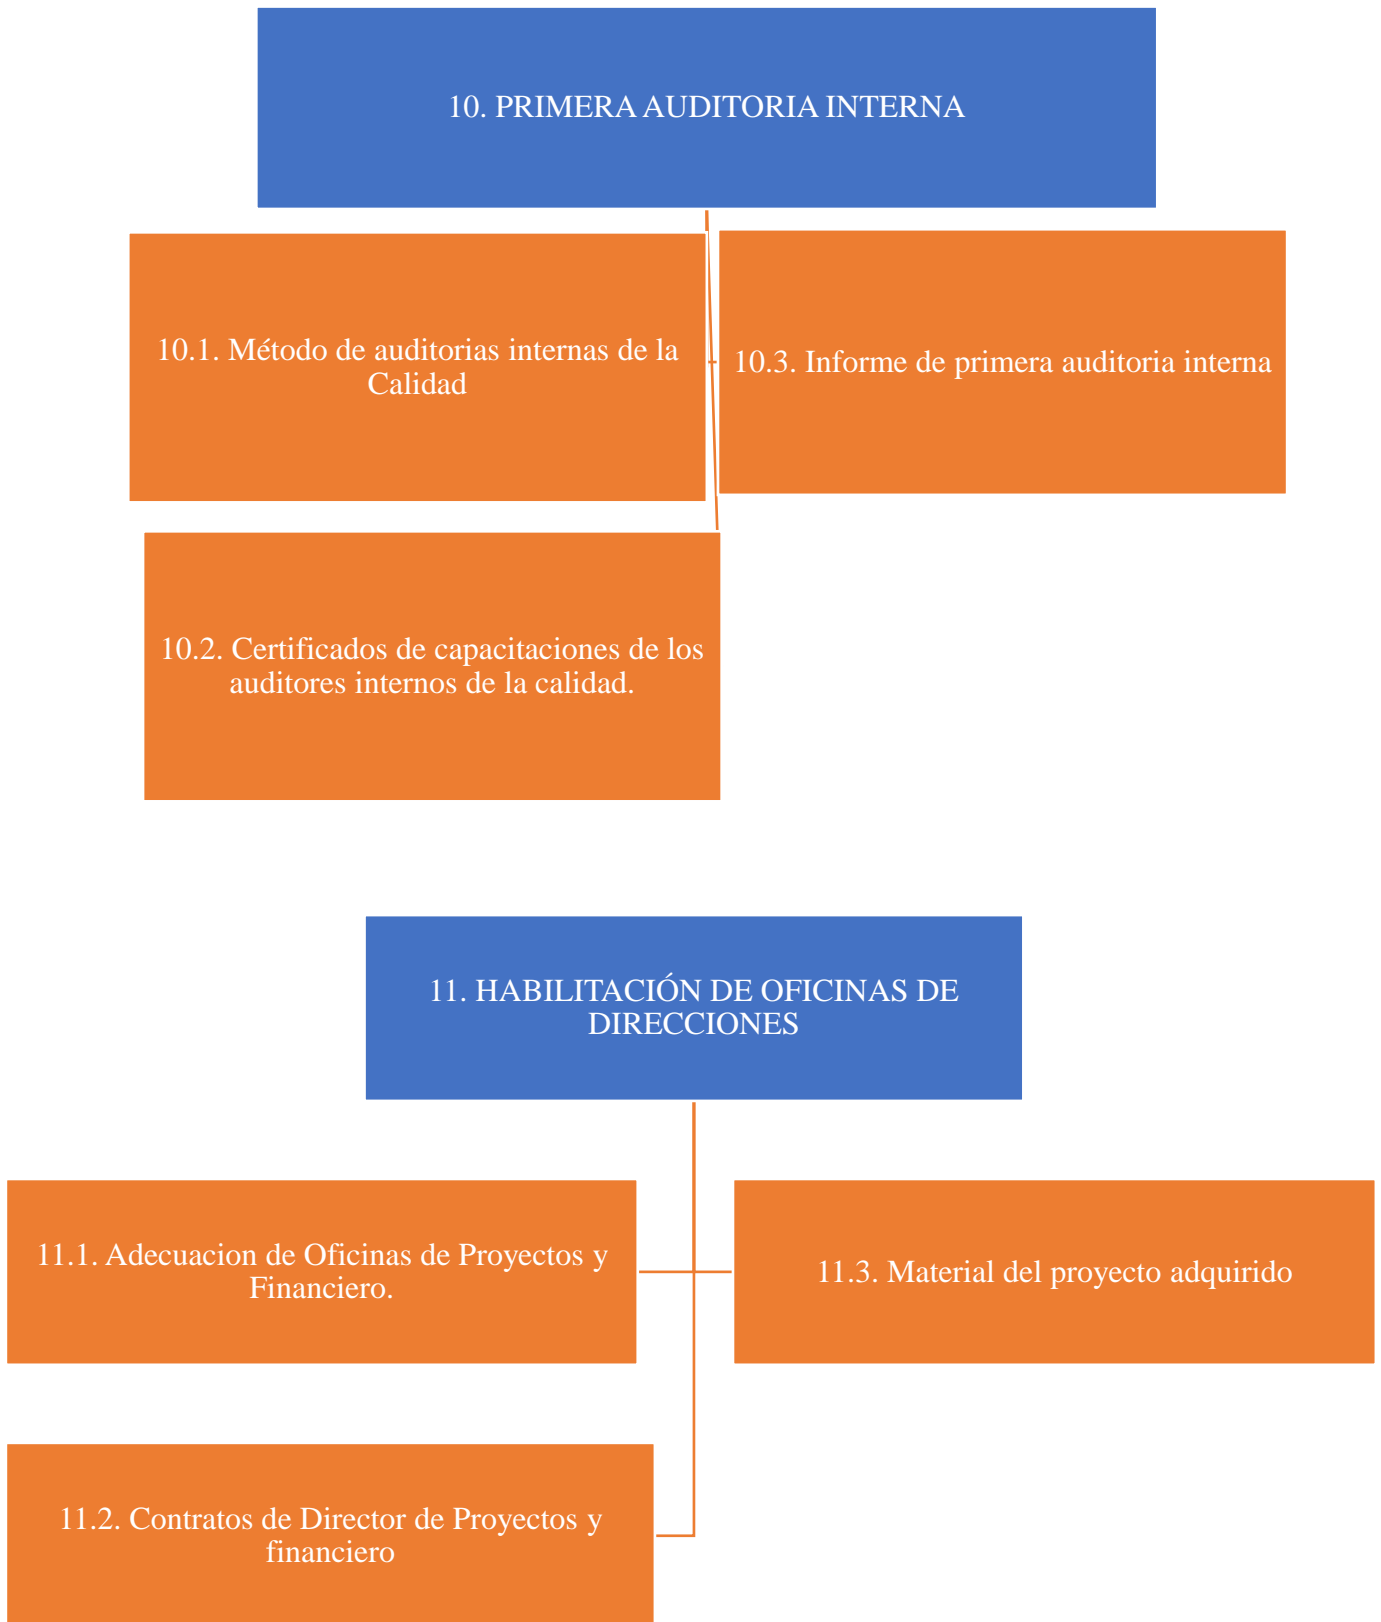 10. PRIMERA AUDITORIA INTERNA
10.1. Método de auditorias internas de la
Calidad
10.3. Informe de primera auditoria interna
10.2. Certificados de capacitaciones de los
auditores internos de la calidad.
11. HABILITACIÓN DE OFICINAS DE
DIRECCIONES
11.1. Adecuacion de Oficinas de Proyectos y
Financiero.
11.3. Material del proyecto adquirido
11.2. Contratos de Director de Proyectos y
financiero